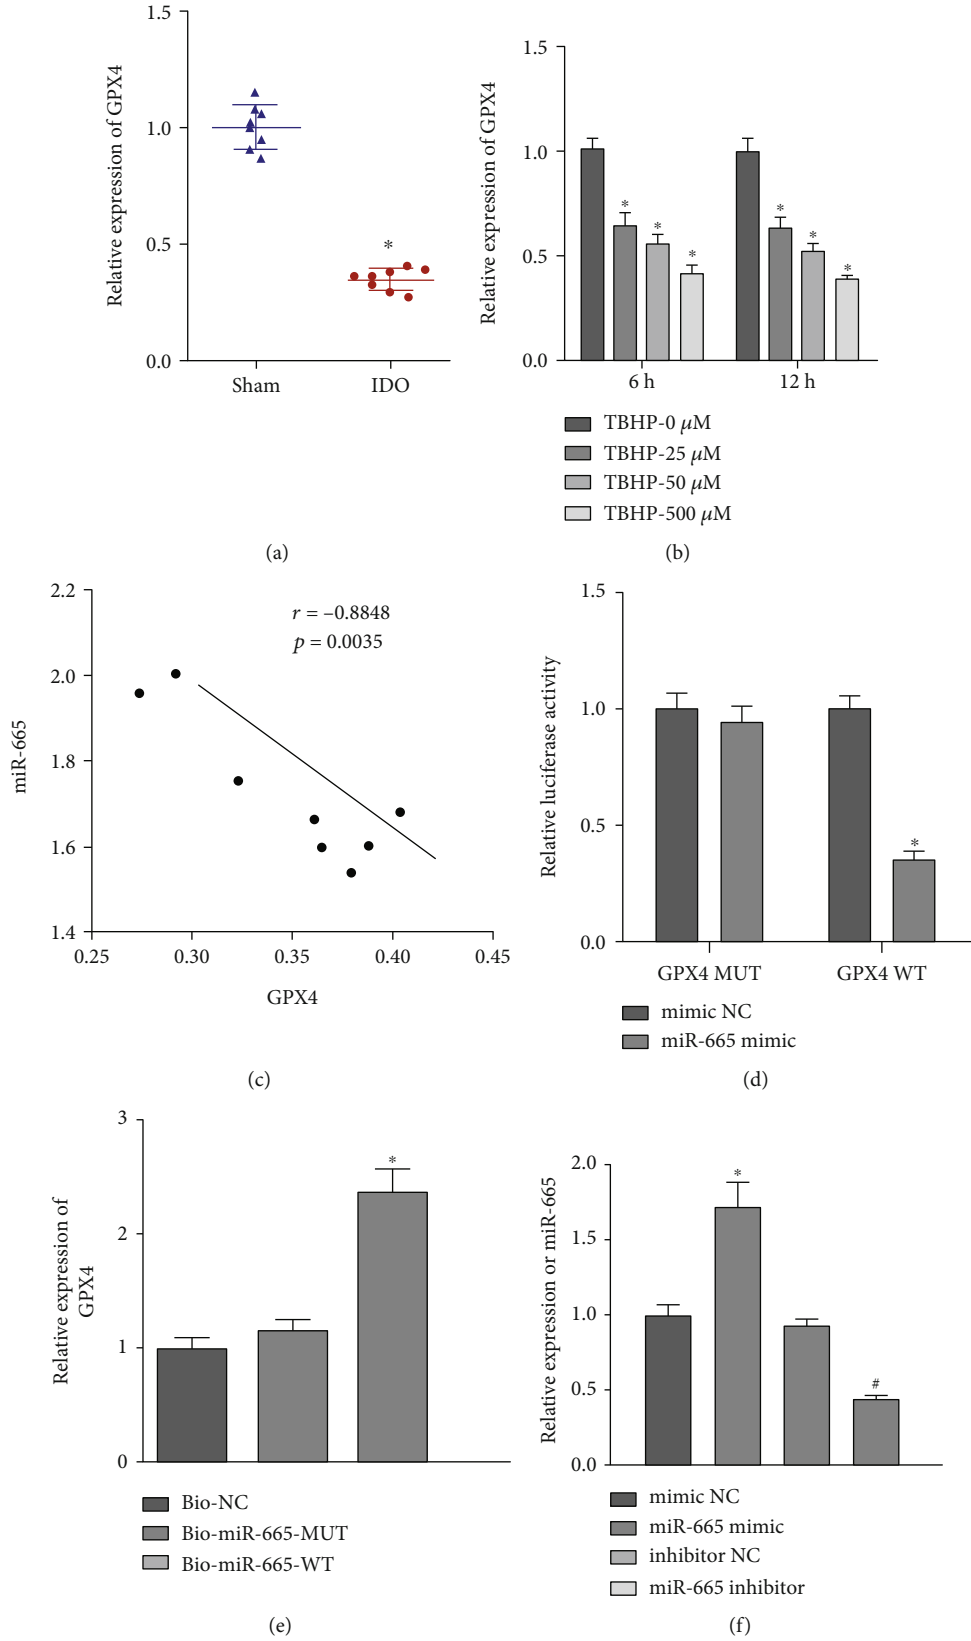 1.5
1.0
0.5
0.0
Relative expression of GPX4
*
Sham
IDO
(a)
1.5
1.0
0.5
0.0
Relative expression of GPX4
*
*
*
*
*
*
6 h
12 h
TBHP-0 μM
TBHP-25 μM
TBHP-50 μM
TBHP-500 μM
(b)
2.2
2.0
1.8
1.6
1.4
miR-665
r = –0.8848
p = 0.0035
0.25
0.30
0.35
0.40
0.45
GPX4
(c)
1.5
1.0
0.5
0.0
Relative luciferase activity
*
GPX4 MUT
GPX4 WT
mimic NC
miR-665 mimic
(d)
3
2
1
0
Relative expression of
GPX4
*
Bio-NC
Bio-miR-665-MUT
Bio-miR-665-WT
(e)
2.0
1.5
1.0
0.5
0.0
Relative expression or miR-665
*
#
mimic NC
miR-665 mimic
inhibitor NC
miR-665 inhibitor
(f)